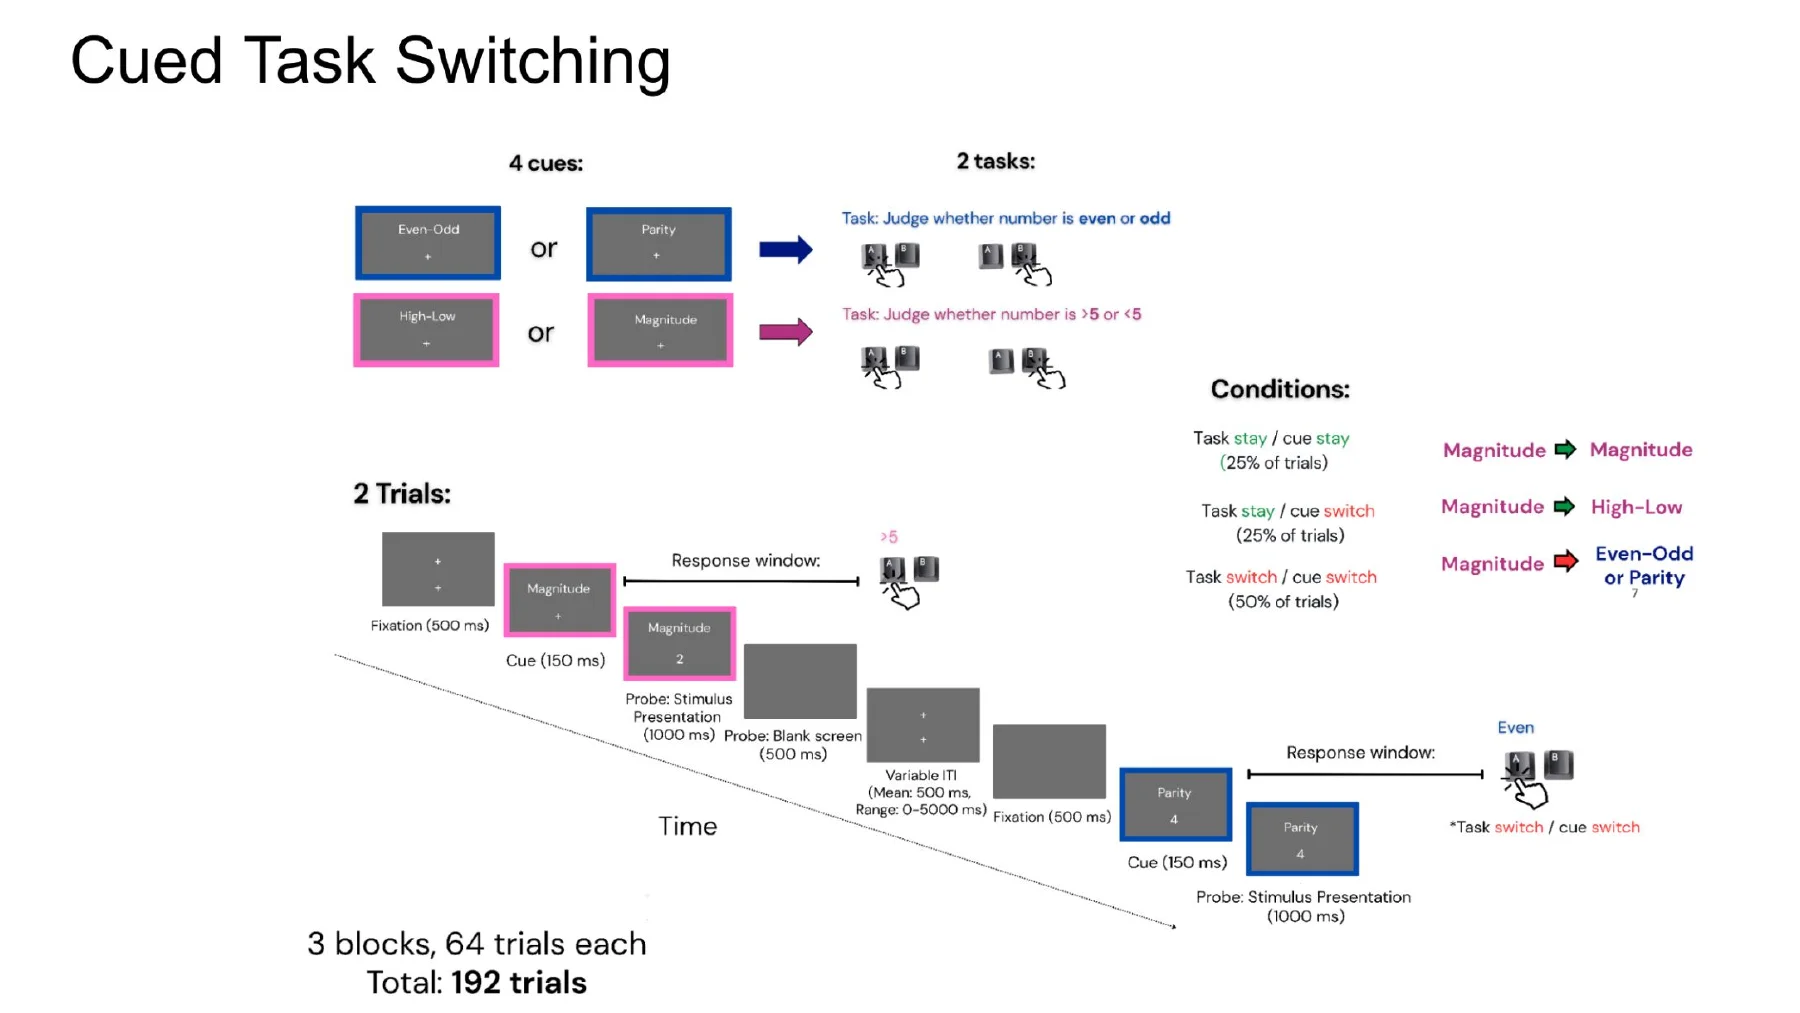 Cued Task Switching
4 cues:
2 tasks:
Even-Odd
+
or
Parity
+
Task: Judge whether number is even or odd
A
B
A
B
High-Low
+
or
Magnitude
+
Task: Judge whether number is >5 or <5
A
B
A
B
Conditions:
Task stay / cue stay
(25% of trials)
Magnitude
Magnitude
Task stay / cue switch
(25% of trials)
Magnitude
High-Low
Task switch / cue switch
(50% of trials)
Magnitude
Even-Odd
or Parity
7
2 Trials:
+
+
Fixation (500 ms)
Magnitude
+
Cue (150 ms)
Response window:
>5
A
B
Magnitude
2
Probe: Stimulus
Presentation
(1000 ms)
Probe: Blank screen
(500 ms)
+
+
Variable ITI
(Mean: 500 ms,
Range: 0-5000 ms)
Fixation (500 ms)
Parity
4
Cue (150 ms)
Response window:
Even
A
B
*Task switch / cue switch
Parity
4
Probe: Stimulus Presentation
(1000 ms)
Time
3 blocks, 64 trials each
Total: 192 trials